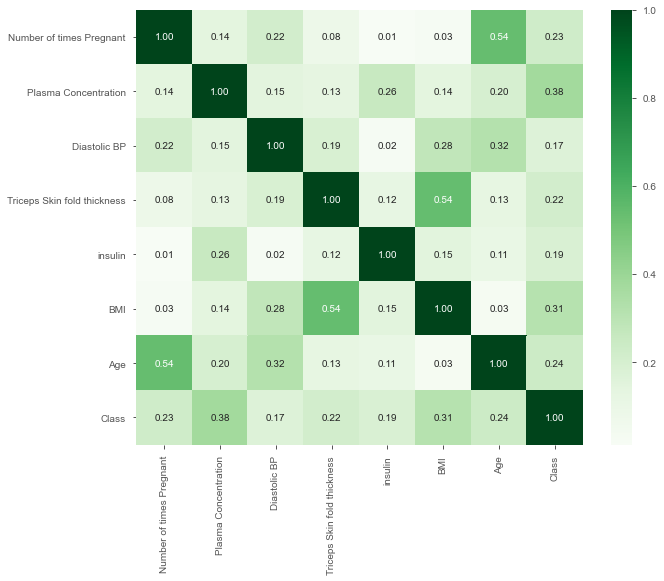 Number of times Pregnant 1.00 0.14 0.22 0.08 0.01 0.03 0.54 0.23
Plasma Concentration 0.14 1.00 0.15 0.13 0.26 0.14 0.20 0.38
Diastolic BP 0.22 0.15 1.00 0.19 0.02 0.28 0.32 0.17
Triceps Skin fold thickness 0.08 0.13 0.19 1.00 0.12 0.54 0.13 0.22
insulin 0.01 0.26 0.02 0.12 1.00 0.15 0.11 0.19
BMI 0.03 0.14 0.28 0.54 0.15 1.00 0.03 0.31
Age 0.54 0.20 0.32 0.13 0.11 0.03 1.00 0.24
Class 0.23 0.38 0.17 0.22 0.19 0.31 0.24 1.00
Number of times Pregnant
Plasma Concentration
Diastolic BP
Triceps Skin fold thickness
insulin
BMI
Age
Class
1.0
0.8
0.6
0.4
0.2